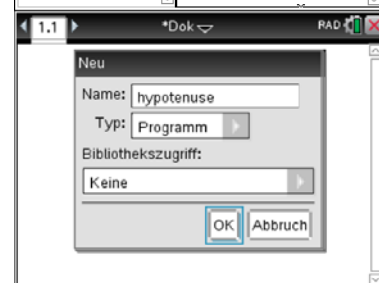 1.1 *Dok RAD
Neu
Name: hypotenuse
Typ: Programm
Bibliothekszugriff:
Keine
OK Abbruch